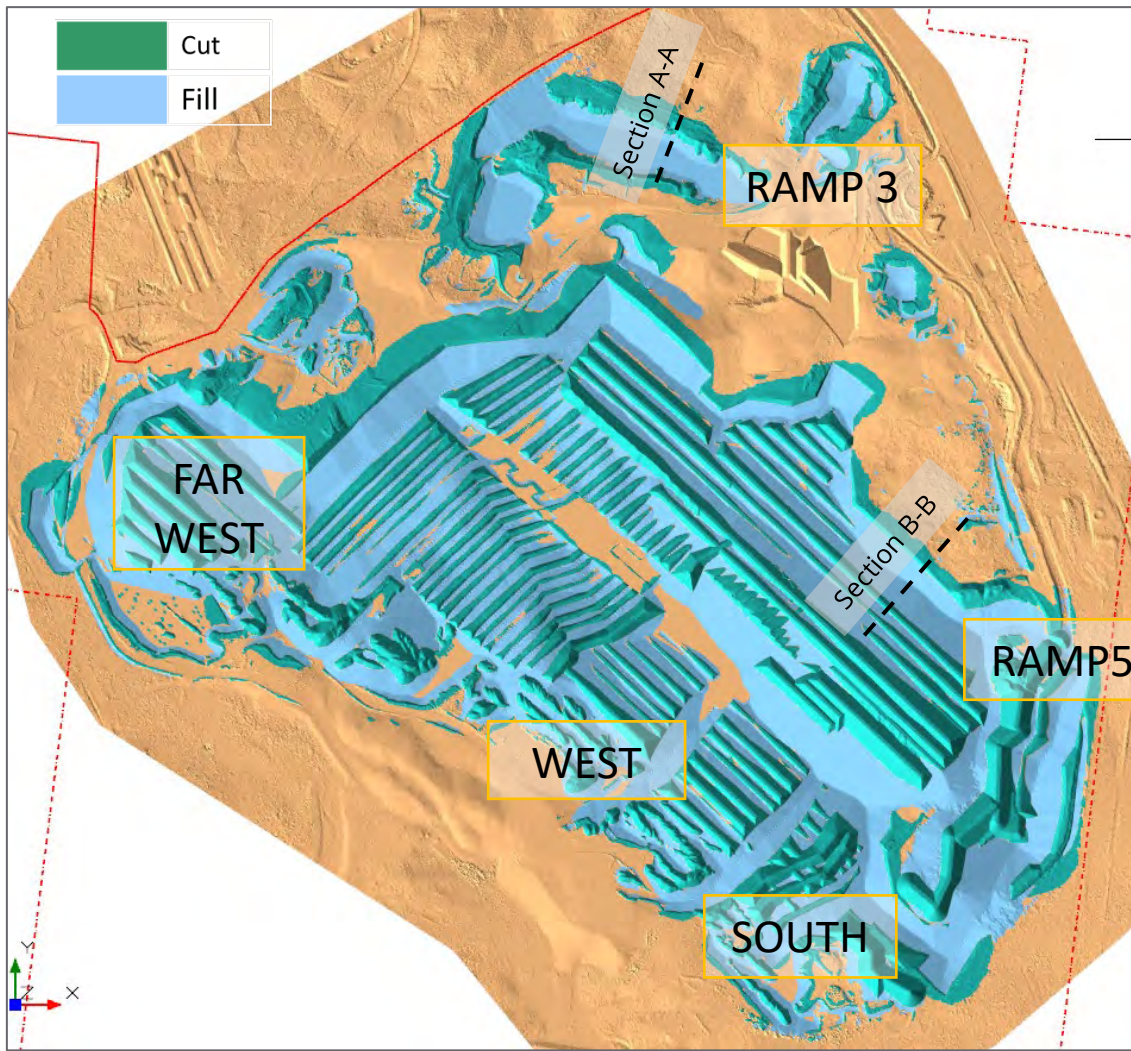 Cut
Fill
Section A-A
RAMP 3
FAR
WEST
Section B-B
RAMP5
WEST
SOUTH
Y
Z
X